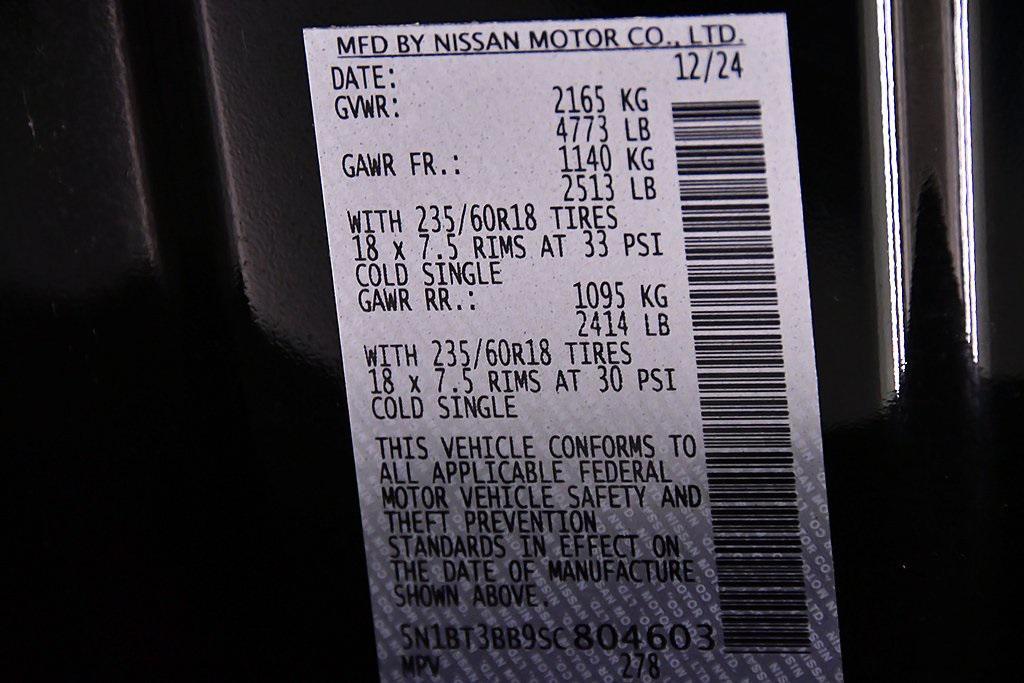 MFD BY NISSAN MOTOR CO., LTD.
DATE: 12/24
GVWR: 2165 KG
4773 LB
GAWR FR.: 1140 KG
2513 LB
WITH 235/60R18 TIRES
18 x 7.5 RIMS AT 33 PSI
COLD SINGLE
GAWR RR.: 1095 KG
2414 LB
WITH 235/60R18 TIRES
18 x 7.5 RIMS AT 30 PSI
COLD SINGLE
THIS VEHICLE CONFORMS TO
ALL APPLICABLE FEDERAL
MOTOR VEHICLE SAFETY AND
THEFT PREVENTION
STANDARDS IN EFFECT ON
THE DATE OF MANUFACTURE
SHOWN ABOVE.
5N1BT3BB9SC804603
MPV 278